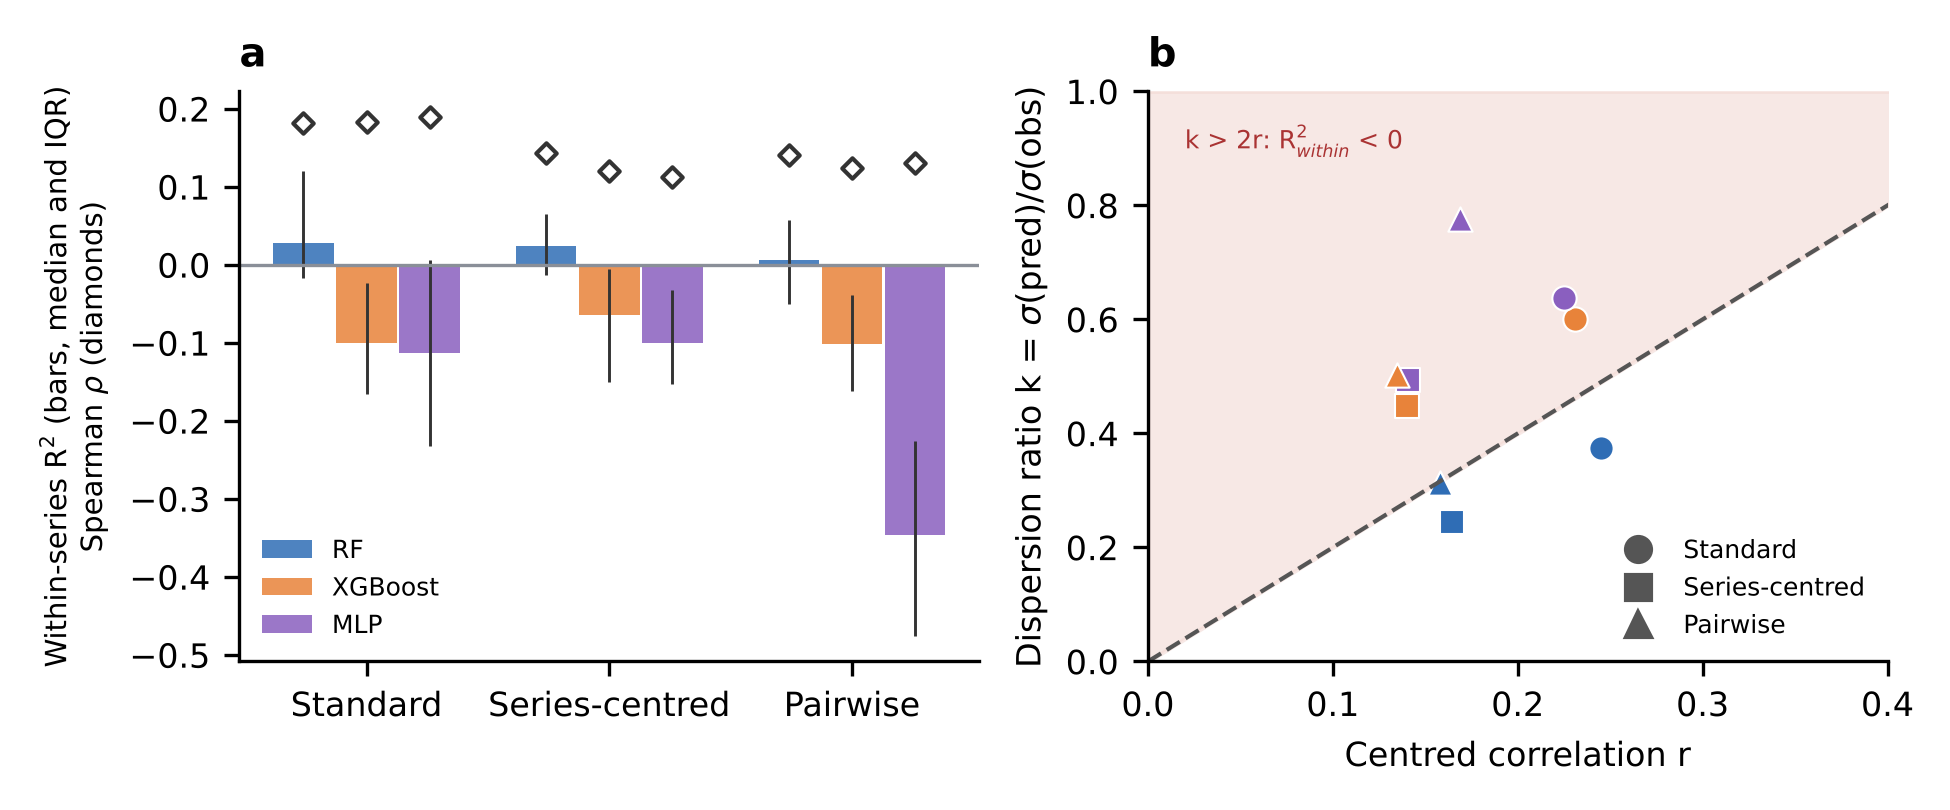 a
Within-series R² (bars, median and IQR)
Spearman ρ (diamonds)
0.2
0.1
0.0
−0.1
−0.2
−0.3
−0.4
−0.5
RF
XGBoost
MLP
Standard
Series-centred
Pairwise
b
Dispersion ratio k = σ(pred)/σ(obs)
1.0
0.8
0.6
0.4
0.2
0.0
k > 2r: R²within < 0
Standard
Series-centred
Pairwise
0.0
0.1
0.2
0.3
0.4
Centred correlation r